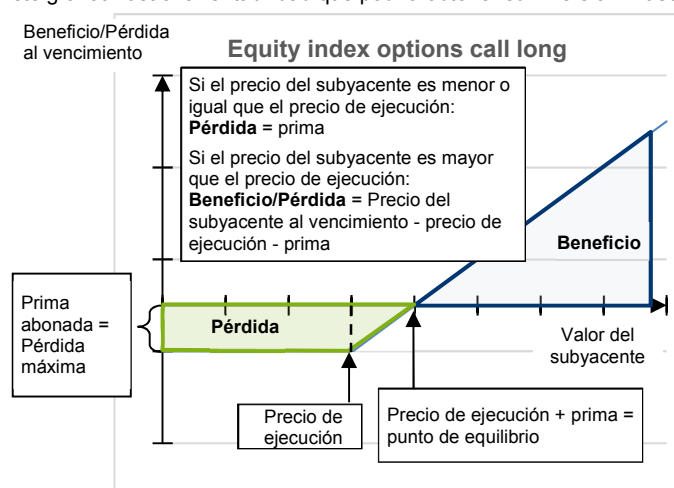 Beneficio/Pérdida
al vencimiento
Equity index options call long
Si el precio del subyacente es menor o
igual que el precio de ejecución:
Pérdida = prima
Si el precio del subyacente es mayor
que el precio de ejecución:
Beneficio/Pérdida = Precio del
subyacente al vencimiento - precio de
ejecución - prima
Beneficio
Prima
abonada =
Pérdida
máxima
Pérdida
Valor del
subyacente
Precio de
ejecución
Precio de ejecución + prima =
punto de equilibrio